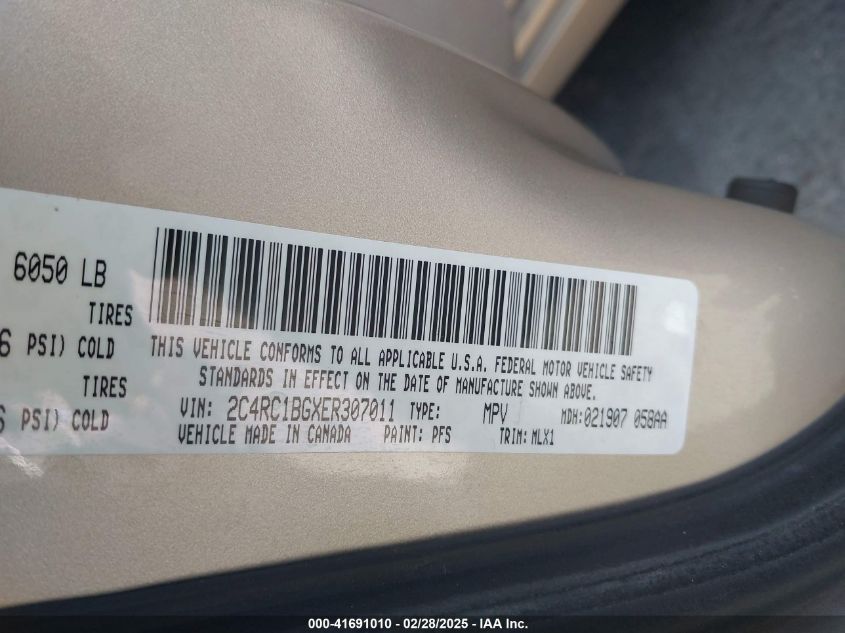 6050 LB
TIRES
6 PSI) COLD
TIRES
6 PSI) COLD
THIS VEHICLE CONFORMS TO ALL APPLICABLE U.S.A. FEDERAL MOTOR VEHICLE SAFETY
STANDARDS IN EFFECT ON THE DATE OF MANUFACTURE SHOWN ABOVE.
VIN: 2C4RC1BGXER307011 TYPE: MPV MDH:021907 058AA
VEHICLE MADE IN CANADA PAINT: PFS TRIM: MLX1
000-41691010 - 02/28/2025 - IAA Inc.